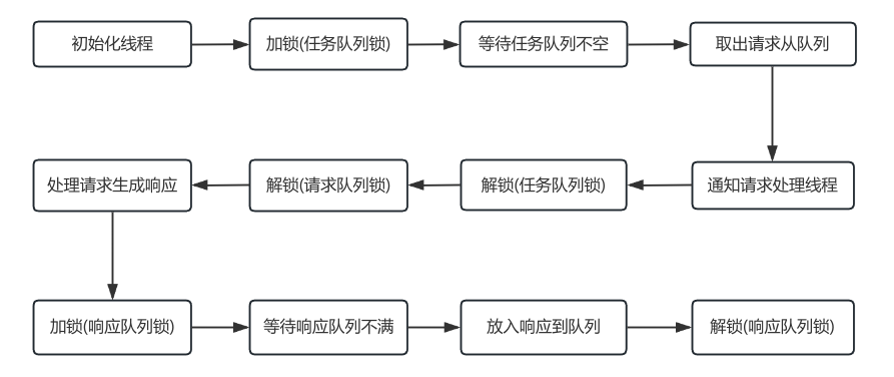 初始化线程
加锁(任务队列锁)
等待任务队列不空
取出请求从队列
通知请求处理线程
解锁(任务队列锁)
解锁(请求队列锁)
处理请求生成响应
加锁(响应队列锁)
等待响应队列不满
放入响应到队列
解锁(响应队列锁)